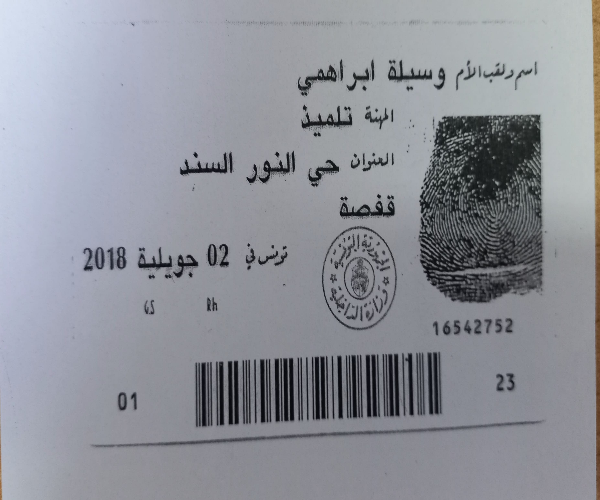 اسم ولقب الأم وسيلة ابراهمي
المهنة تلميذ
العنوان حي النور السند
قفصة
تونس في 02 جويلية 2018
GS Rh
الجمهورية التونسية
وزارة الداخلية
16542752
01 23